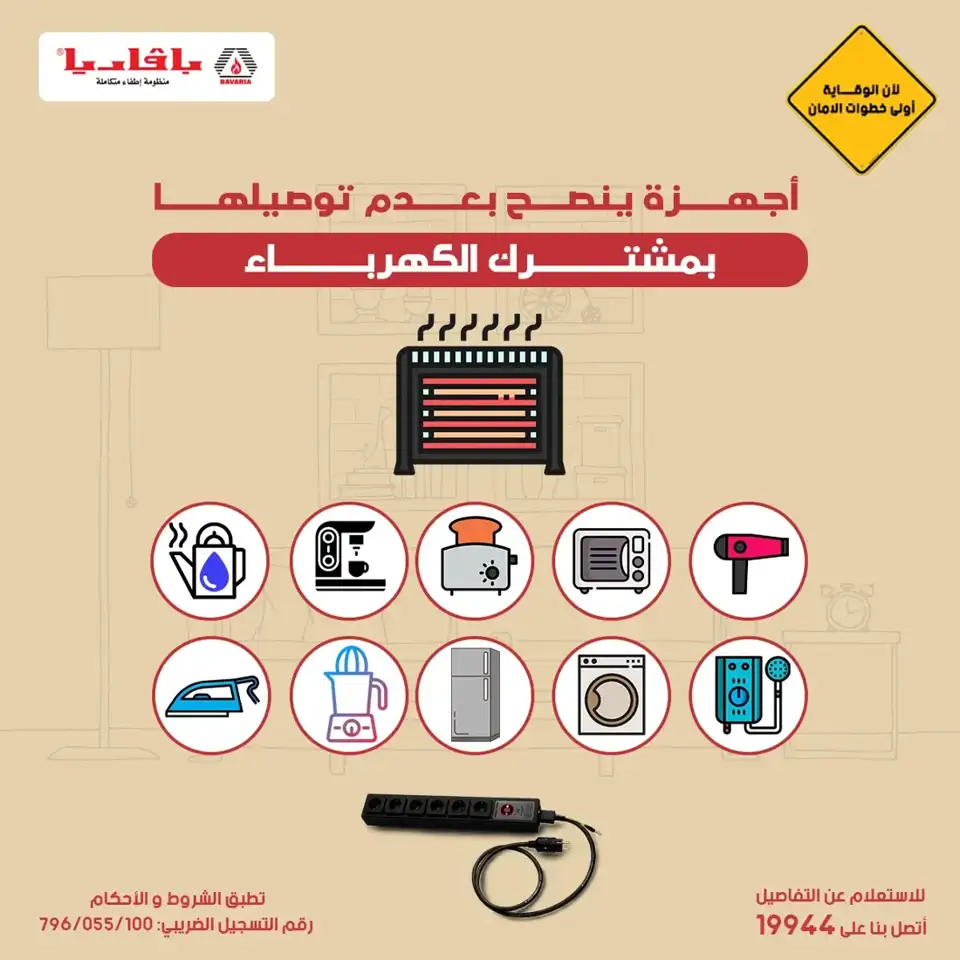 باڤاريا®
منظومة إطفاء متكاملة
BAVARIA
لأن الوقـــاية
أولى خطوات الامان
أجهـــزة ينصـــح بعـــدم توصيلهـــا
بمشتـــرك الكهربـــاء
للاستعلام عن التفاصيل
أتصل بنا على 19944
تطبق الشروط و الأحكام
رقم التسجيل الضريبي: 796/055/100